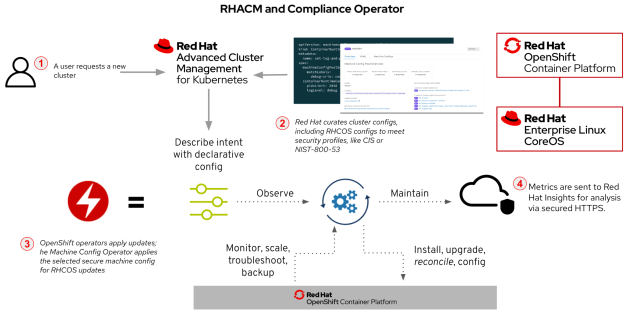 RHACM and Compliance Operator
1
A user requests a new
cluster
Red Hat
Advanced Cluster
Management
for Kubernetes
2
Red Hat curates cluster configs,
including RHCOS configs to meet
security profiles, like CIS or
NIST-800-53
Red Hat
OpenShift
Container Platform
Red Hat
Enterprise Linux
CoreOS
Describe intent
with declarative
config
=
Observe
Maintain
4
Metrics are sent to Red
Hat Insights for analysis
via secured HTTPS.
3
OpenShift operators apply updates;
he Machine Config Operator applies
the selected secure machine config
for RHCOS updates
Monitor, scale,
troubleshoot,
backup
Install, upgrade,
reconcile, config
Red Hat
OpenShift Container Platform